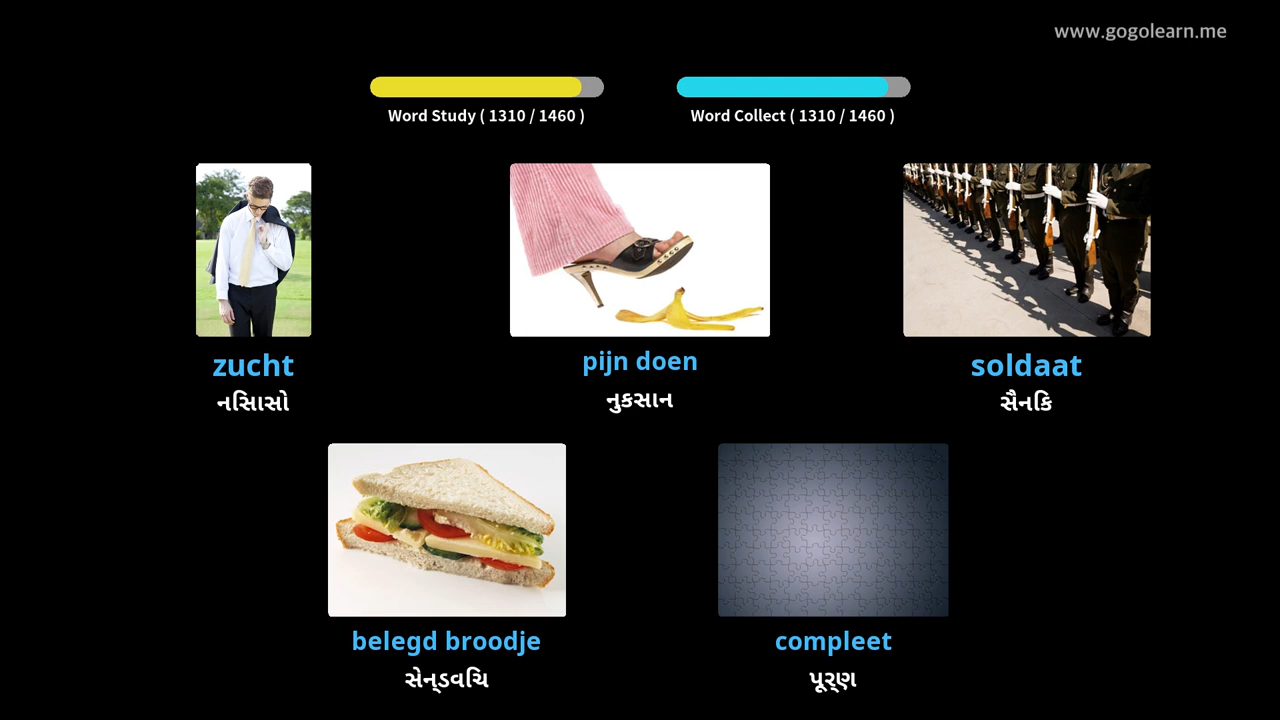 www.gogolearn.me
Word Study ( 1310 / 1460 )
Word Collect ( 1310 / 1460 )
zucht
નસિાસો
pijn doen
નુકસાન
soldaat
સૈનકિ
belegd broodje
સેન્‌ડવચિ
compleet
પૂર્‌ણ